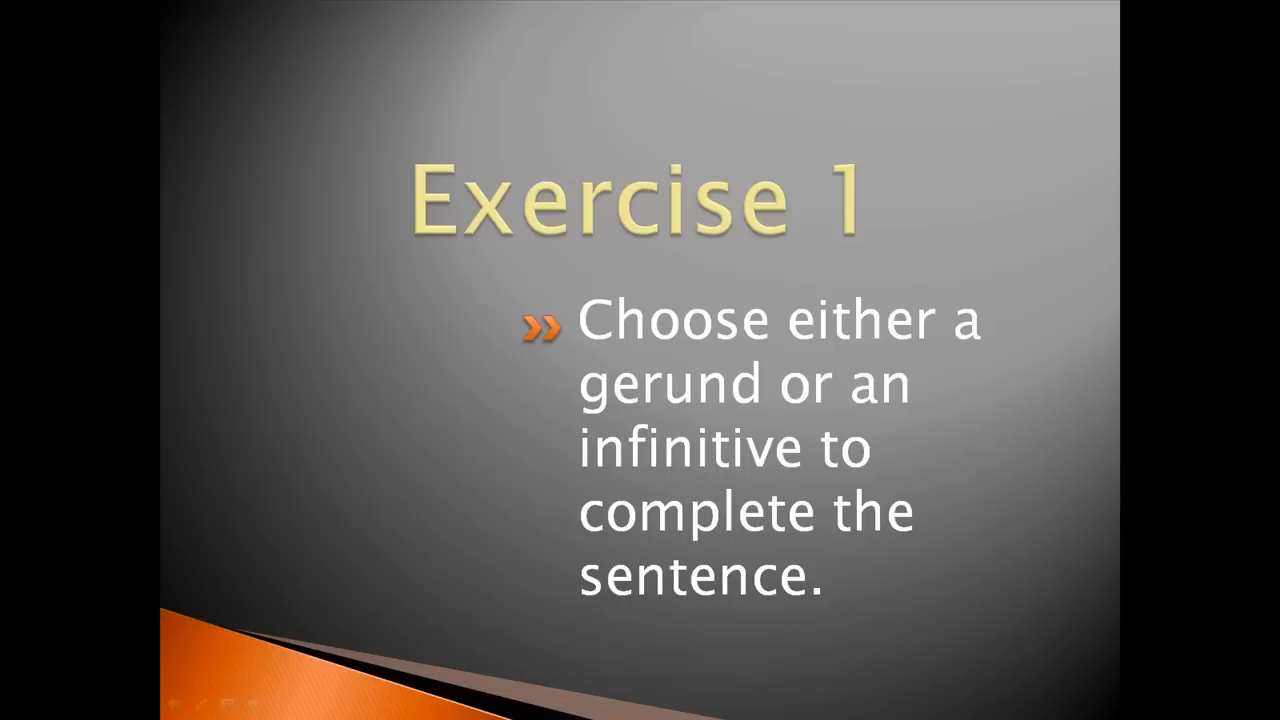 Exercise 1
Choose either a
gerund or an
infinitive to
complete the
sentence.